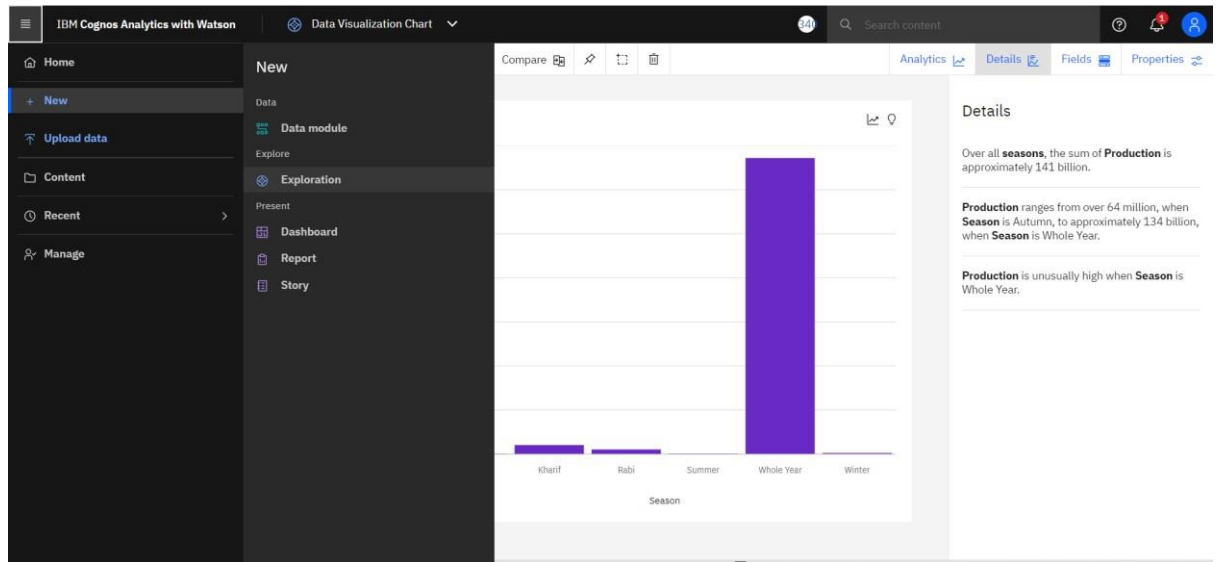 IBM Cognos Analytics with Watson
Data Visualization Chart
Search content
1
Home
New
Upload data
Content
Recent
Manage
New
Data
Data module
Explore
Exploration
Present
Dashboard
Report
Story
Compare
Analytics
Details
Fields
Properties
Kharif
Rabi
Summer
Whole Year
Winter
Season
Details
Over all seasons, the sum of Production is
approximately 141 billion.
Production ranges from over 64 million, when
Season is Autumn, to approximately 134 billion,
when Season is Whole Year.
Production is unusually high when Season is
Whole Year.